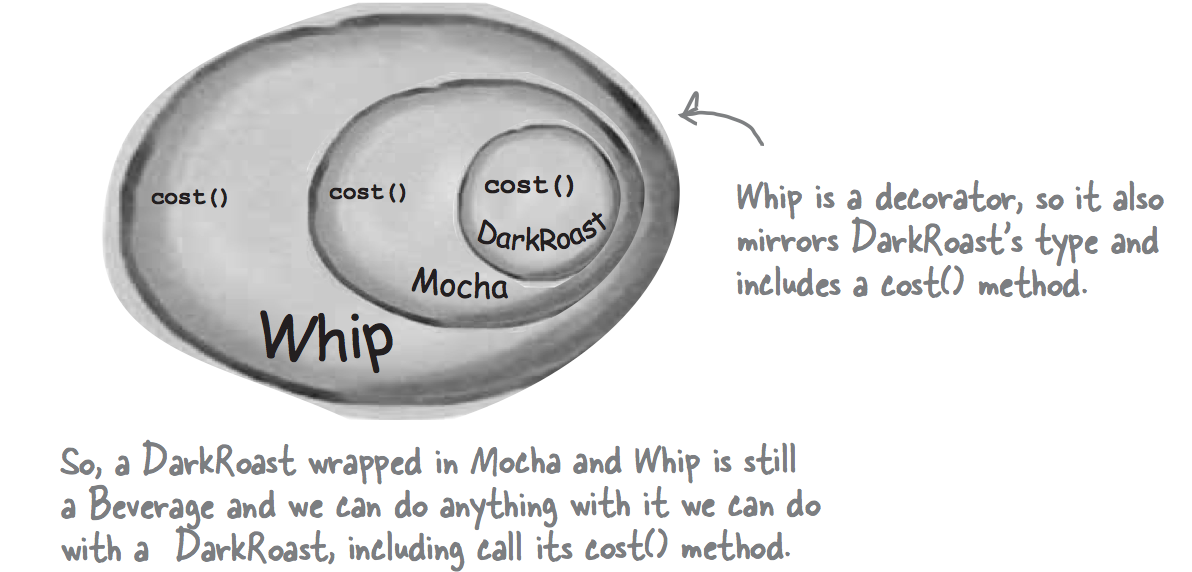 cost()
cost()
cost()
DarkRoast
Mocha
Whip
Whip is a decorator, so it also
mirrors DarkRoast's type and
includes a cost() method.
So, a DarkRoast wrapped in Mocha and Whip is still
a Beverage and we can do anything with it we can do
with a DarkRoast, including call its cost() method.